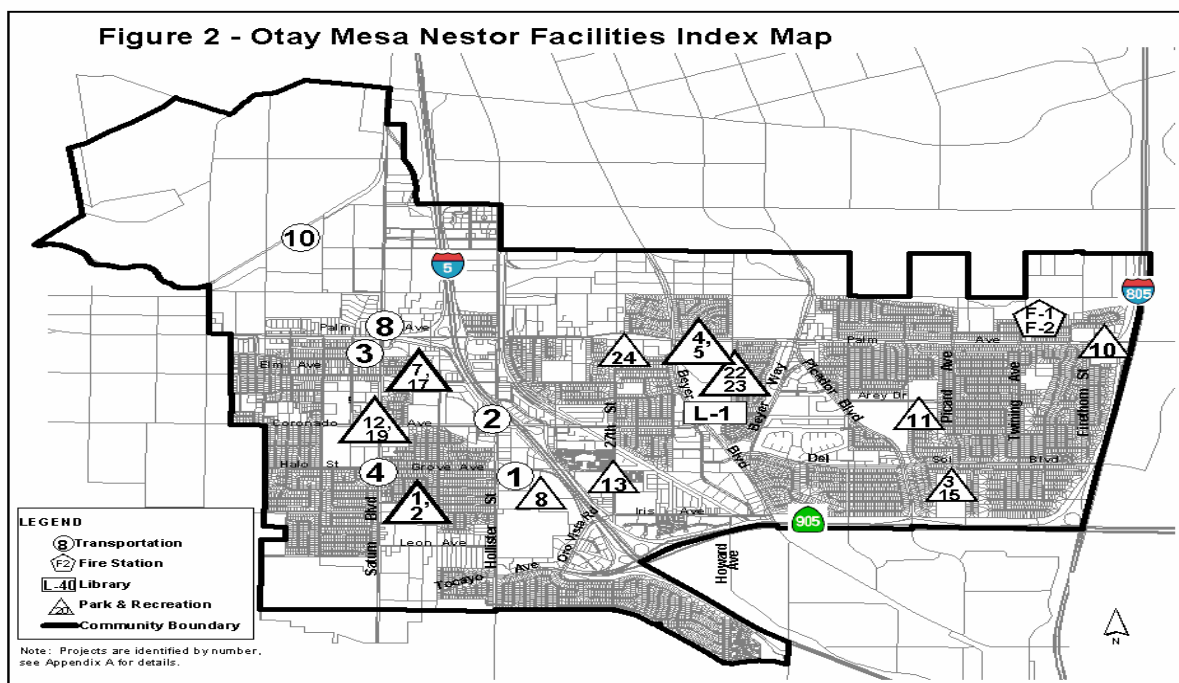 Figure 2 - Otay Mesa Nestor Facilities Index Map
10
5
805
8
Palm Ave
3
Elm Ave
7,
17
24
4,
5
22
23
Palm Ave
F-1
F-2
10
12,
19
Coronado Ave
2
27th St
Beyer Blvd
L-1
Beyer Way
Picador Blvd
Arey Dr
11
Picard Ave
Twining Ave
Halo St
4
Grove Ave
1
8
13
Del Sol Blvd
3
15
1,
2
Iris Ave
905
Saturn Blvd
Leon Ave
Hollister St
Oro Vista Rd
Tocayo Ave
Howard Ave
LEGEND
8 Transportation
F2 Fire Station
L-40 Library
20 Park & Recreation
Community Boundary
Note: Projects are identified by number,
see Appendix A for details.
N